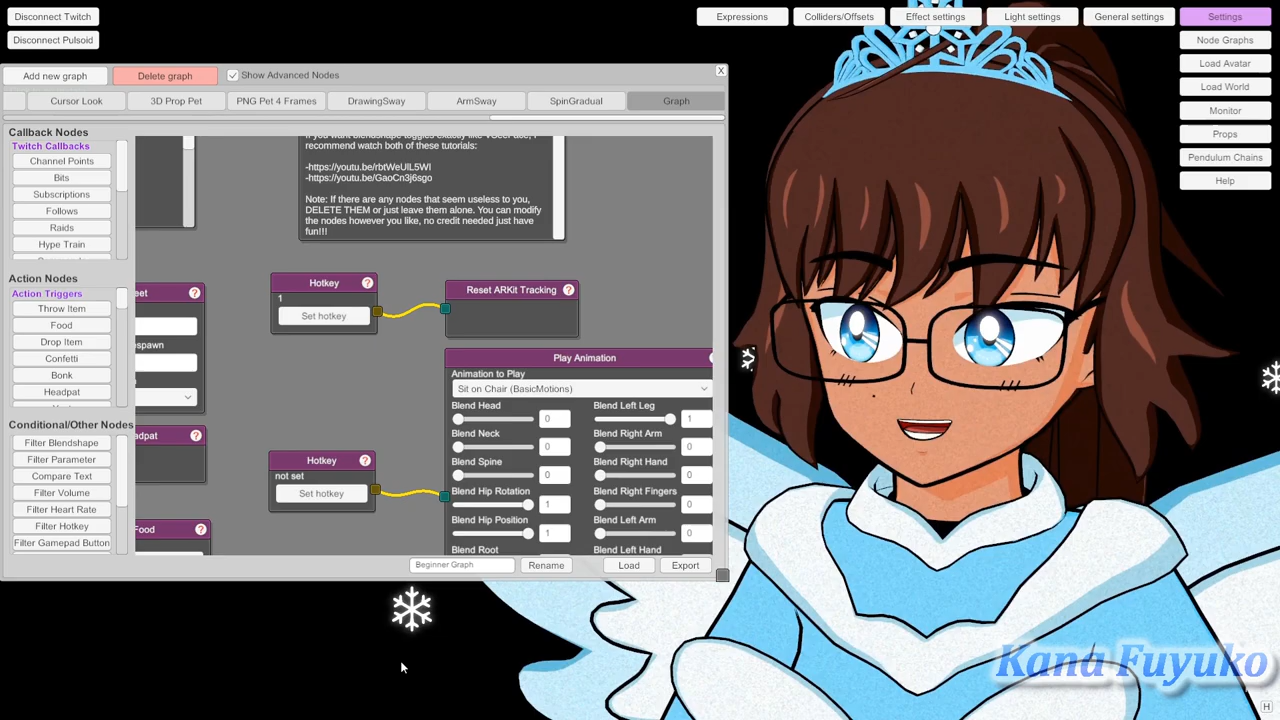 Disconnect Twitch
Disconnect Pulsoid
Expressions
Colliders/Offsets
Effect settings
Light settings
General settings
Settings
Node Graphs
Load Avatar
Load World
Monitor
Props
Pendulum Chains
Help
Add new graph
Delete graph
Show Advanced Nodes
X
Cursor Look
3D Prop Pet
PNG Pet 4 Frames
DrawingSway
ArmSway
SpinGradual
Graph
Callback Nodes
Twitch Callbacks
Channel Points
Bits
Subscriptions
Follows
Raids
Hype Train
Action Nodes
Action Triggers
Throw Item
Food
Drop Item
Confetti
Bonk
Headpat
Conditional/Other Nodes
Filter Blendshape
Filter Parameter
Compare Text
Filter Volume
Filter Heart Rate
Filter Hotkey
Filter Gamepad Button
recommend watch both of these tutorials:
-https://youtu.be/rbtWeUlL5WI
-https://youtu.be/GaoCn3j6sgo
Note: If there are any nodes that seem useless to you,
DELETE THEM or just leave them alone. You can modify
the nodes however you like, no credit needed just have
fun!!!
eet ?
spawn
dpat ?
Food ?
Hotkey ?
1
Set hotkey
Reset ARKit Tracking ?
Hotkey ?
not set
Set hotkey
Play Animation
Animation to Play
Sit on Chair (BasicMotions)
Blend Head 0 Blend Left Leg 1
Blend Neck 0 Blend Right Arm 0
Blend Spine 0 Blend Right Hand 0
Blend Hip Rotation 1 Blend Right Fingers 0
Blend Hip Position 1 Blend Left Arm 0
Blend Root Blend Left Hand
Beginner Graph
Rename
Load
Export
Kana Fuyuko
H